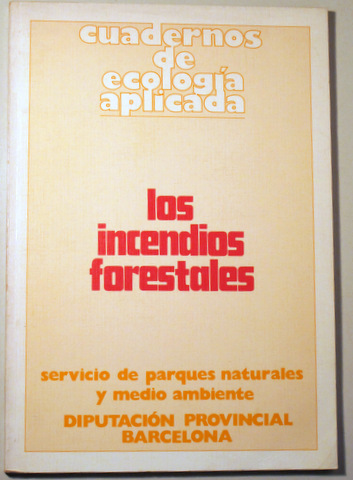 cuadernos
de
ecología
aplicada
los
incendios
forestales
servicio de parques naturales
y medio ambiente
DIPUTACIÓN PROVINCIAL
BARCELONA